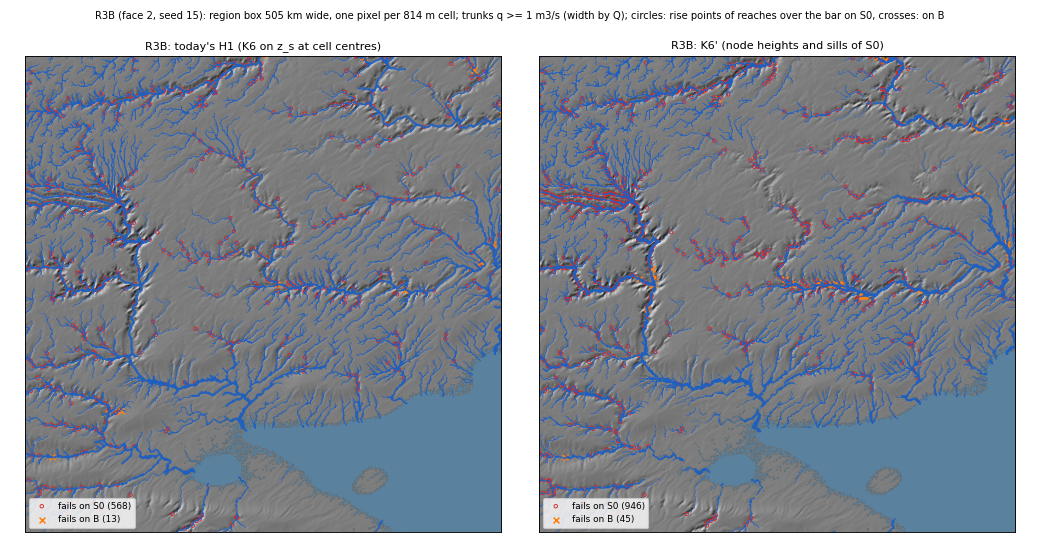 R3B (face 2, seed 15): region box 505 km wide, one pixel per 814 m cell; trunks q >= 1 m3/s (width by Q); circles: rise points of reaches over the bar on S0, crosses: on B
R3B: today's H1 (K6 on z_s at cell centres)
R3B: K6' (node heights and sills of S0)
fails on S0 (568)
fails on B (13)
fails on S0 (946)
fails on B (45)